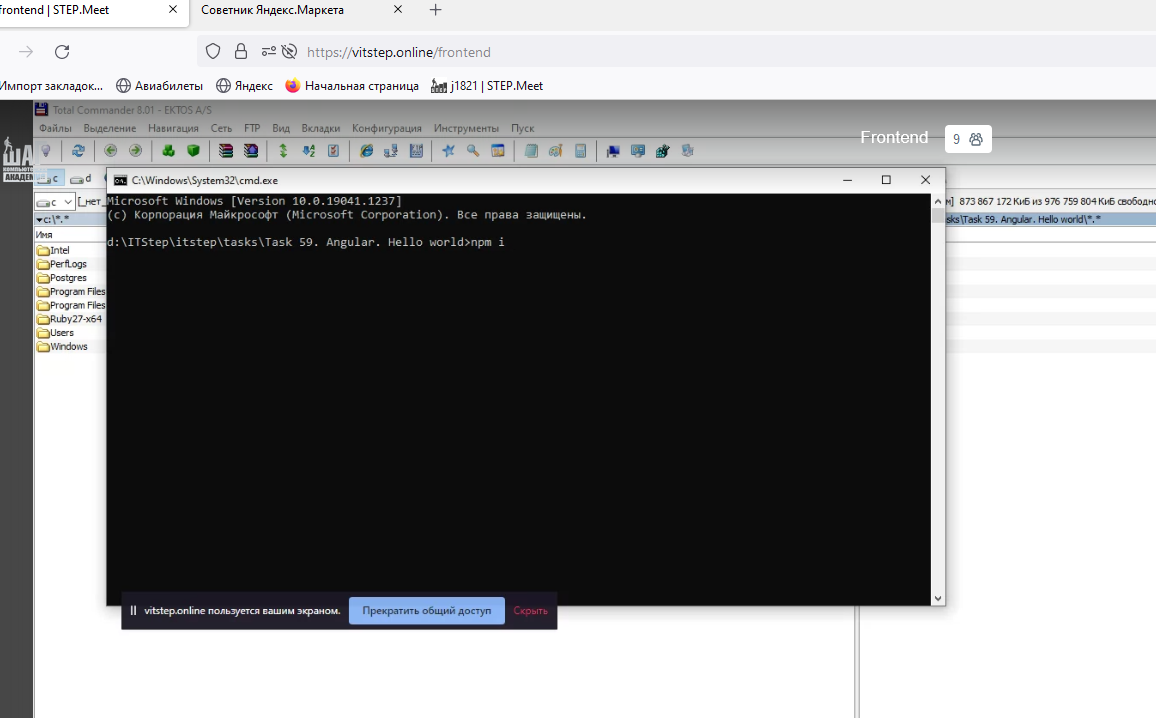 frontend | STEP.Meet
Советник Яндекс.Маркета
https://vitstep.online/frontend
Импорт закладок...
Авиабилеты
Яндекс
Начальная страница
j1821 | STEP.Meet
Total Commander 8.01 - EKTOS A/S
Файлы Выделение Навигация Сеть FTP Вид Вкладки Конфигурация Инструменты Пуск
Frontend
9
c d
C:\Windows\System32\cmd.exe
c [_нет_
873 867 172 КиБ из 976 759 804 КиБ свободно
c:\*.*
sks\Task 59. Angular. Hello world\*.*
Имя
Intel
PerfLogs
Postgres
Program Files
Program Files
Ruby27-x64
Users
Windows
Microsoft Windows [Version 10.0.19041.1237]
(c) Корпорация Майкрософт (Microsoft Corporation). Все права защищены.
d:\ITStep\itstep\tasks\Task 59. Angular. Hello world>npm i
vitstep.online пользуется вашим экраном.
Прекратить общий доступ
Скрыть